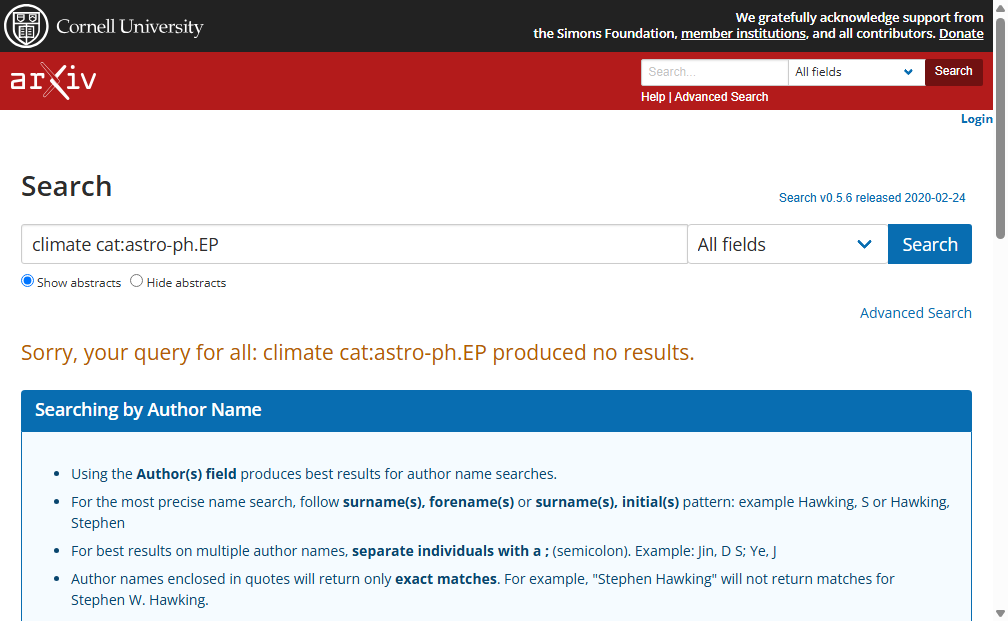 Cornell University
We gratefully acknowledge support from
the Simons Foundation, member institutions, and all contributors. Donate
arXiv
Search...
All fields
Search
Help | Advanced Search
Login
Search
Search v0.5.6 released 2020-02-24
climate cat:astro-ph.EP
All fields
Search
Show abstracts
Hide abstracts
Advanced Search
Sorry, your query for all: climate cat:astro-ph.EP produced no results.
Searching by Author Name
Using the Author(s) field produces best results for author name searches.
For the most precise name search, follow surname(s), forename(s) or surname(s), initial(s) pattern: example Hawking, S or Hawking,
Stephen
For best results on multiple author names, separate individuals with a ; (semicolon). Example: Jin, D S; Ye, J
Author names enclosed in quotes will return only exact matches. For example, "Stephen Hawking" will not return matches for
Stephen W. Hawking.